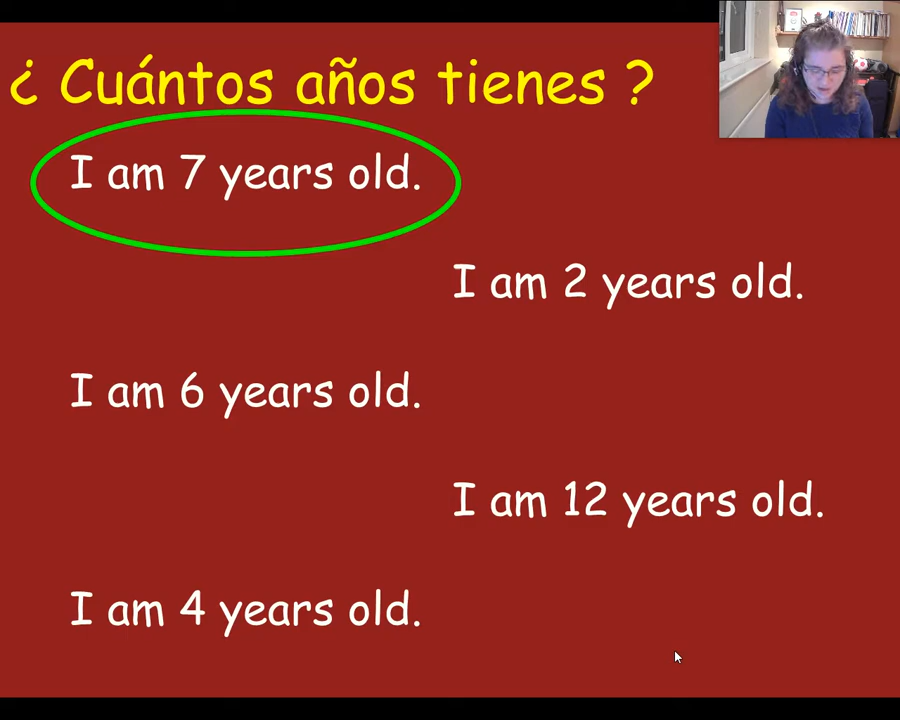 ¿ Cuántos años tienes ?
I am 7 years old.
I am 2 years old.
I am 6 years old.
I am 12 years old.
I am 4 years old.